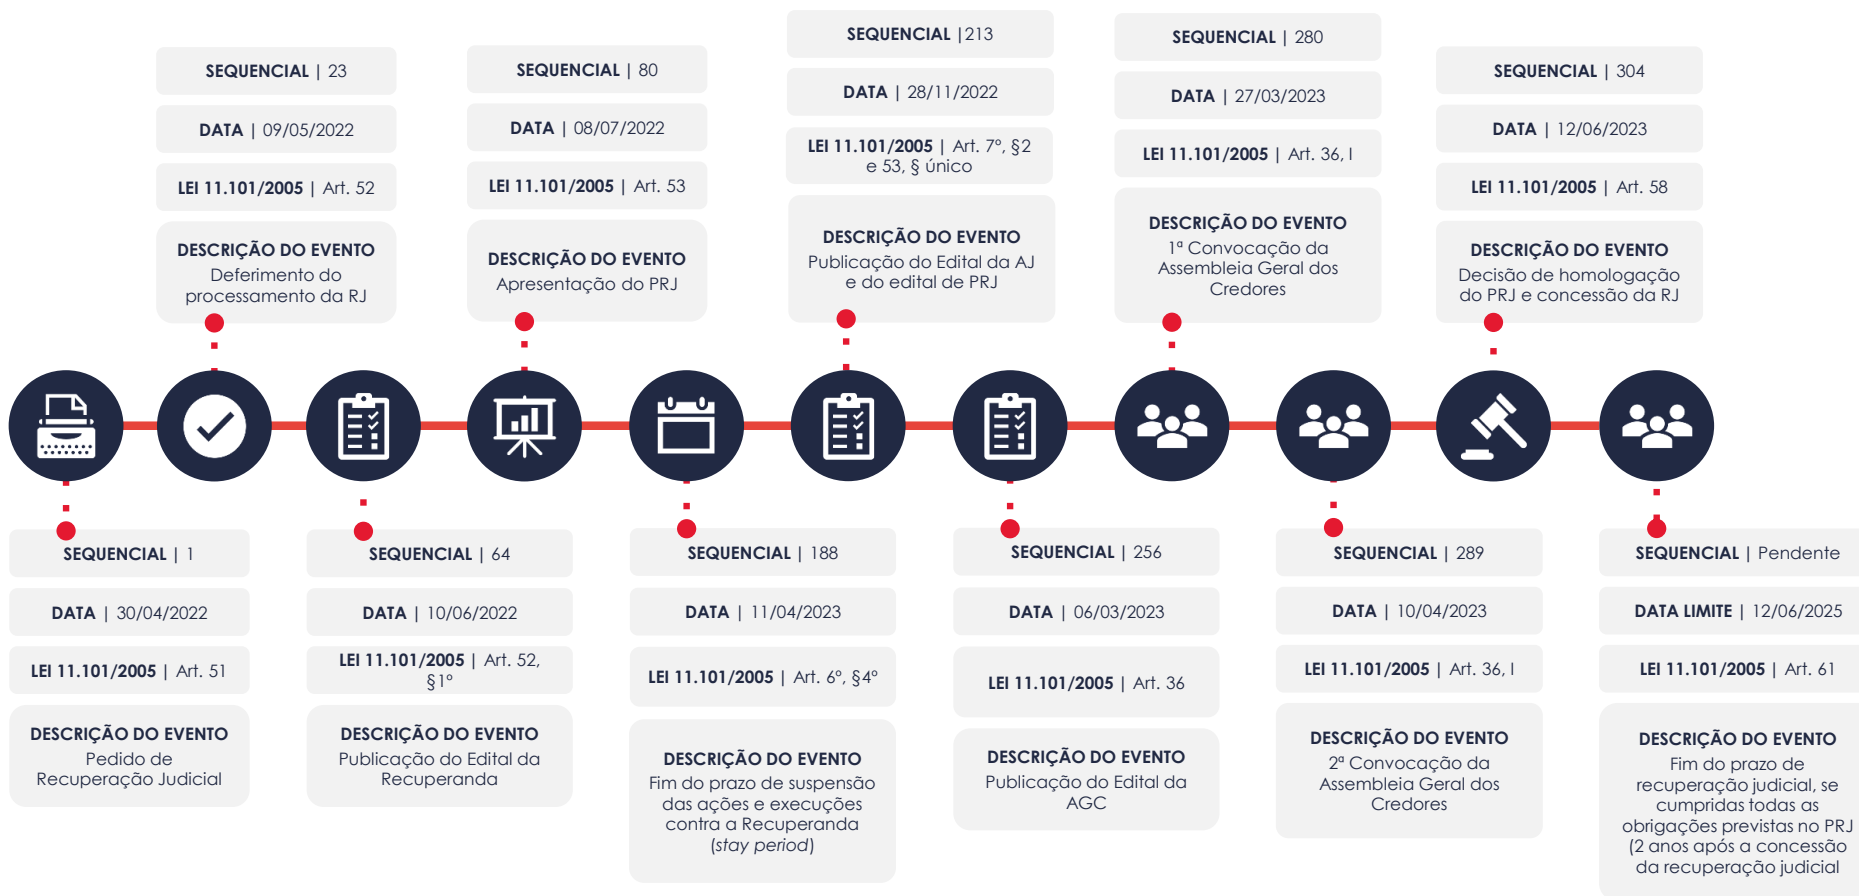 SEQUENCIAL | 23
DATA | 09/05/2022
LEI 11.101/2005 | Art. 52
DESCRIÇÃO DO EVENTO
Deferimento do
processamento da RJ
SEQUENCIAL | 80
DATA | 08/07/2022
LEI 11.101/2005 | Art. 53
DESCRIÇÃO DO EVENTO
Apresentação do PRJ
SEQUENCIAL |213
DATA | 28/11/2022
LEI 11.101/2005 | Art. 7º, §2
e 53, § único
DESCRIÇÃO DO EVENTO
Publicação do Edital da AJ
e do edital de PRJ
SEQUENCIAL | 280
DATA | 27/03/2023
LEI 11.101/2005 | Art. 36, I
DESCRIÇÃO DO EVENTO
1ª Convocação da
Assembleia Geral dos
Credores
SEQUENCIAL | 304
DATA | 12/06/2023
LEI 11.101/2005 | Art. 58
DESCRIÇÃO DO EVENTO
Decisão de homologação
do PRJ e concessão da RJ
SEQUENCIAL | 1
DATA | 30/04/2022
LEI 11.101/2005 | Art. 51
DESCRIÇÃO DO EVENTO
Pedido de
Recuperação Judicial
SEQUENCIAL | 64
DATA | 10/06/2022
LEI 11.101/2005 | Art. 52,
§1º
DESCRIÇÃO DO EVENTO
Publicação do Edital da
Recuperanda
SEQUENCIAL | 188
DATA | 11/04/2023
LEI 11.101/2005 | Art. 6º, §4º
DESCRIÇÃO DO EVENTO
Fim do prazo de suspensão
das ações e execuções
contra a Recuperanda
(stay period)
SEQUENCIAL | 256
DATA | 06/03/2023
LEI 11.101/2005 | Art. 36
DESCRIÇÃO DO EVENTO
Publicação do Edital da
AGC
SEQUENCIAL | 289
DATA | 10/04/2023
LEI 11.101/2005 | Art. 36, I
DESCRIÇÃO DO EVENTO
2ª Convocação da
Assembleia Geral dos
Credores
SEQUENCIAL | Pendente
DATA LIMITE | 12/06/2025
LEI 11.101/2005 | Art. 61
DESCRIÇÃO DO EVENTO
Fim do prazo de
recuperação judicial, se
cumpridas todas as
obrigações previstas no PRJ
(2 anos após a concessão
da recuperação judicial